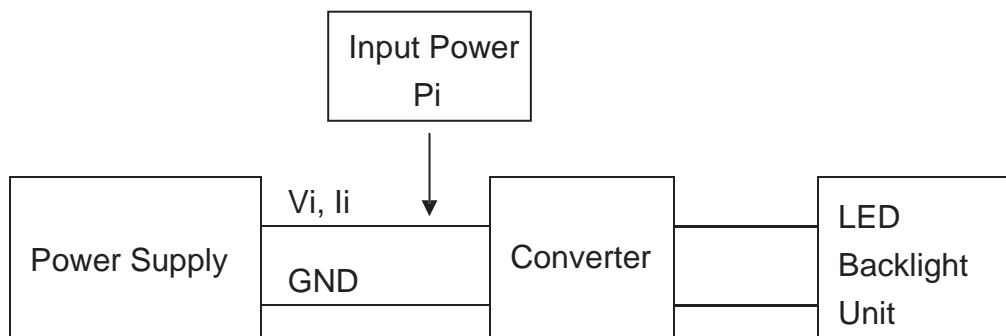 Input Power
Pi
Vi, Ii
Power Supply
GND
Converter
LED
Backlight
Unit